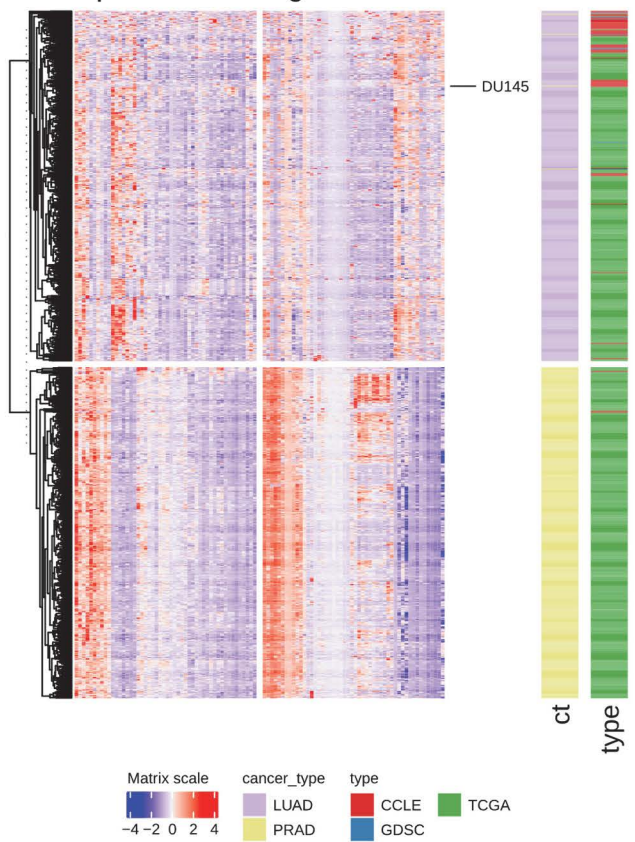 DU145
ct
type
Matrix scale
−4 −2 0 2 4
cancer_type
LUAD
PRAD
type
CCLE
GDSC
TCGA